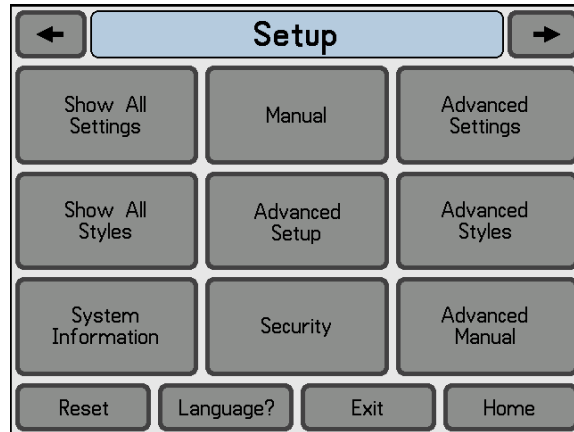 Setup
Show All
Settings
Manual
Advanced
Settings
Show All
Styles
Advanced
Setup
Advanced
Styles
System
Information
Security
Advanced
Manual
Reset
Language?
Exit
Home